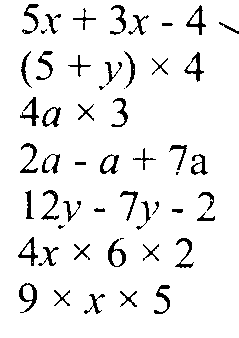 5x + 3x - 4
(5 + y) × 4
4a × 3
2a - a + 7a
12y - 7y - 2
4x × 6 × 2
9 × x × 5